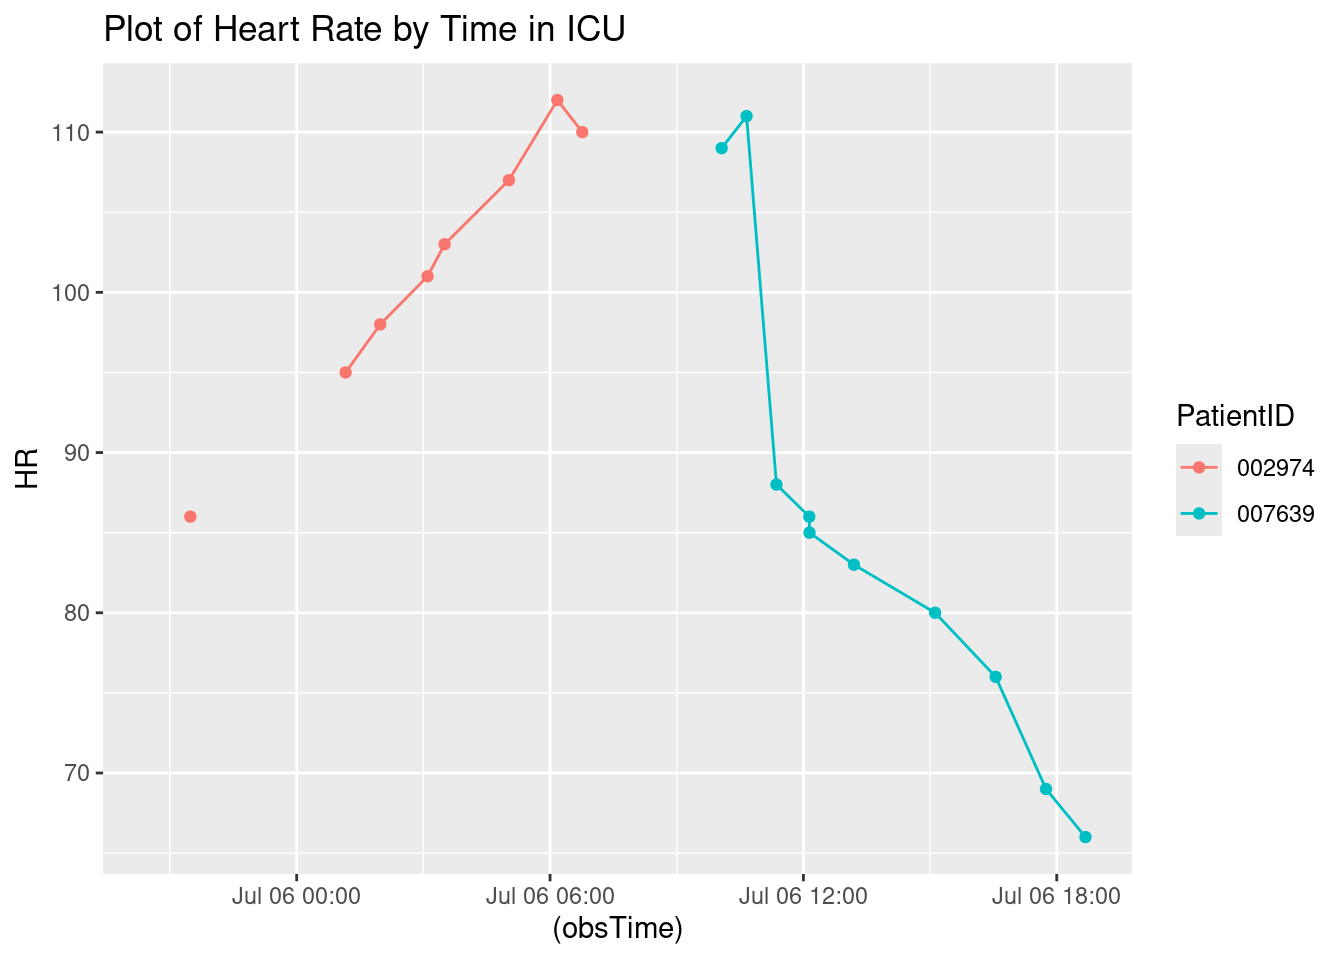 Plot of Heart Rate by Time in ICU
110
100
90
80
70
HR
Jul 06 00:00
Jul 06 06:00
Jul 06 12:00
Jul 06 18:00
(obsTime)
PatientID
002974
007639